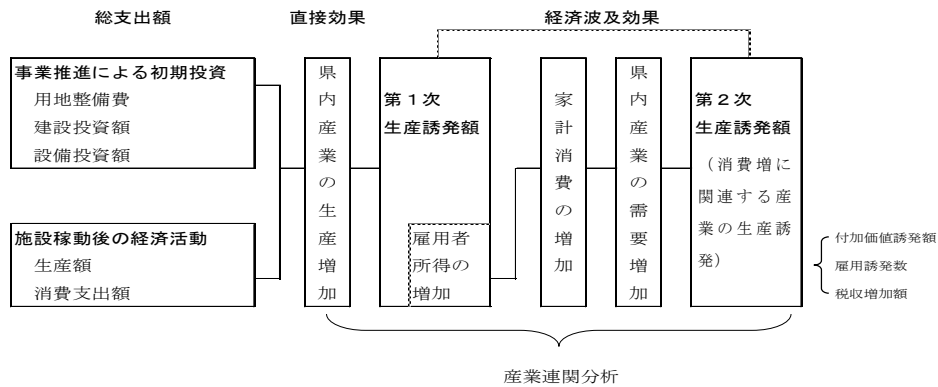 総支出額
直接効果
経済波及効果
事業推進による初期投資
用地整備費
建設投資額
設備投資額
施設稼動後の経済活動
生産額
消費支出額
県内産業の生産増加
第１次
生産誘発額
雇用者
所得の
増加
家計消費の増加
県内産業の需要増加
第２次
生産誘発額
（消費増に
関連する産
業の生産誘
発）
付加価値誘発額
雇用誘発数
税収増加額
産業連関分析